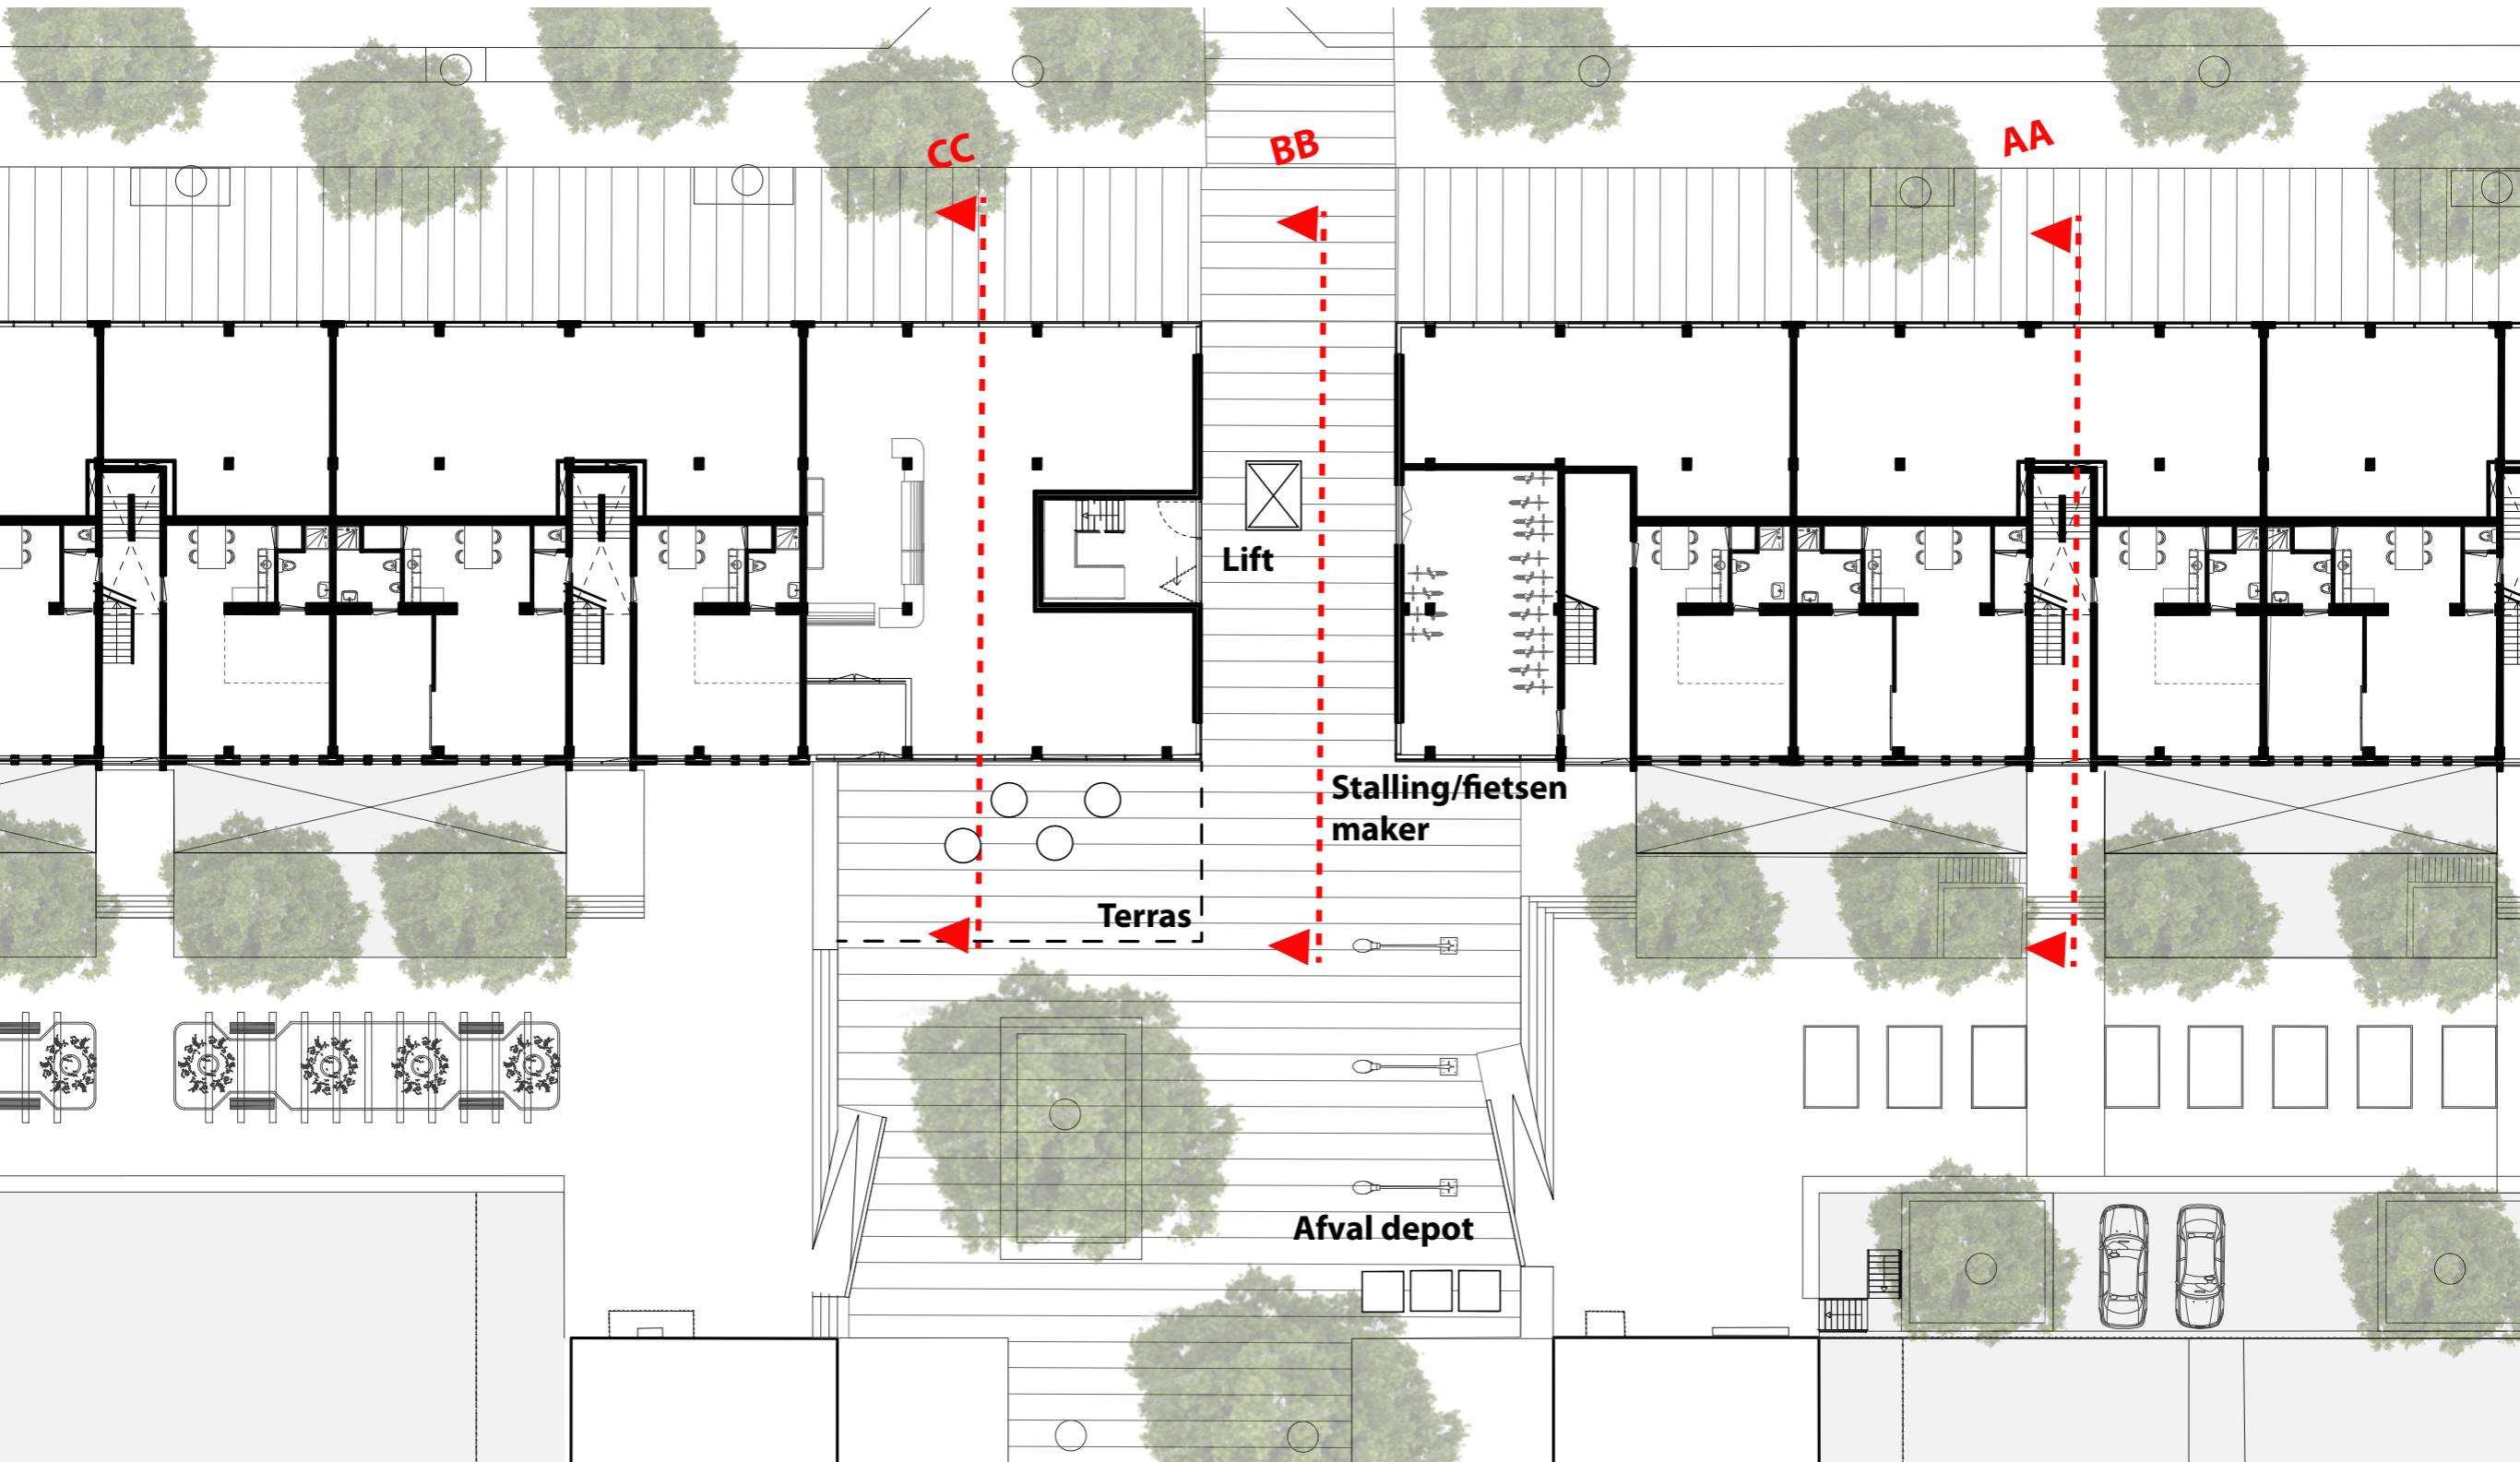 CC
BB
AA
Lift
Stalling/fietsen
maker
Terras
Afval depot